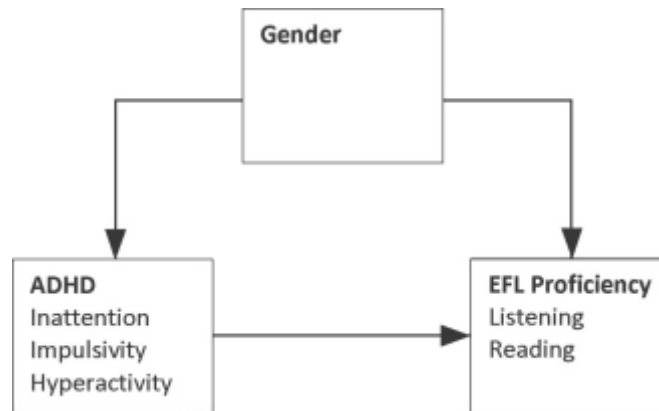 Gender
ADHD
Inattention
Impulsivity
Hyperactivity
EFL Proficiency
Listening
Reading